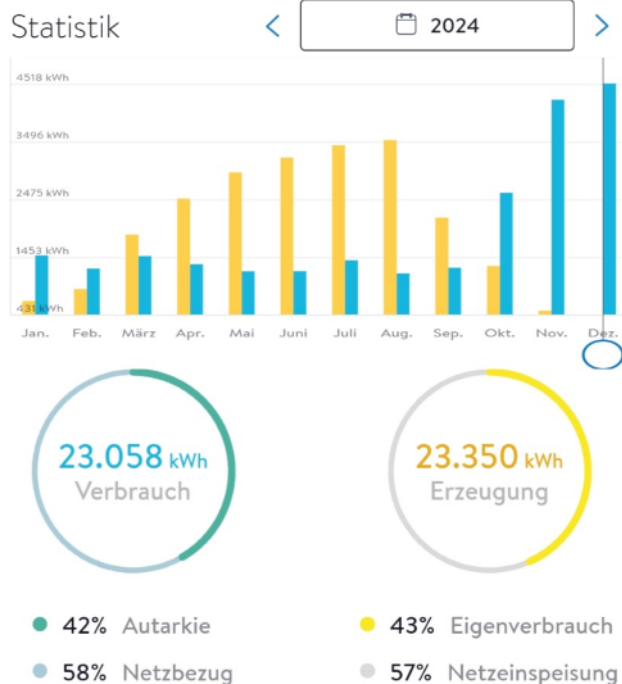 Statistik
2024
4518 kWh
3496 kWh
2475 kWh
1453 kWh
431 kWh
Jan. Feb. März Apr. Mai Juni Juli Aug. Sep. Okt. Nov. Dez.
23.058 kWh 23.350 kWh
Verbrauch Erzeugung
42% Autarkie 43% Eigenverbrauch
58% Netzbezug 57% Netzeinspeisung